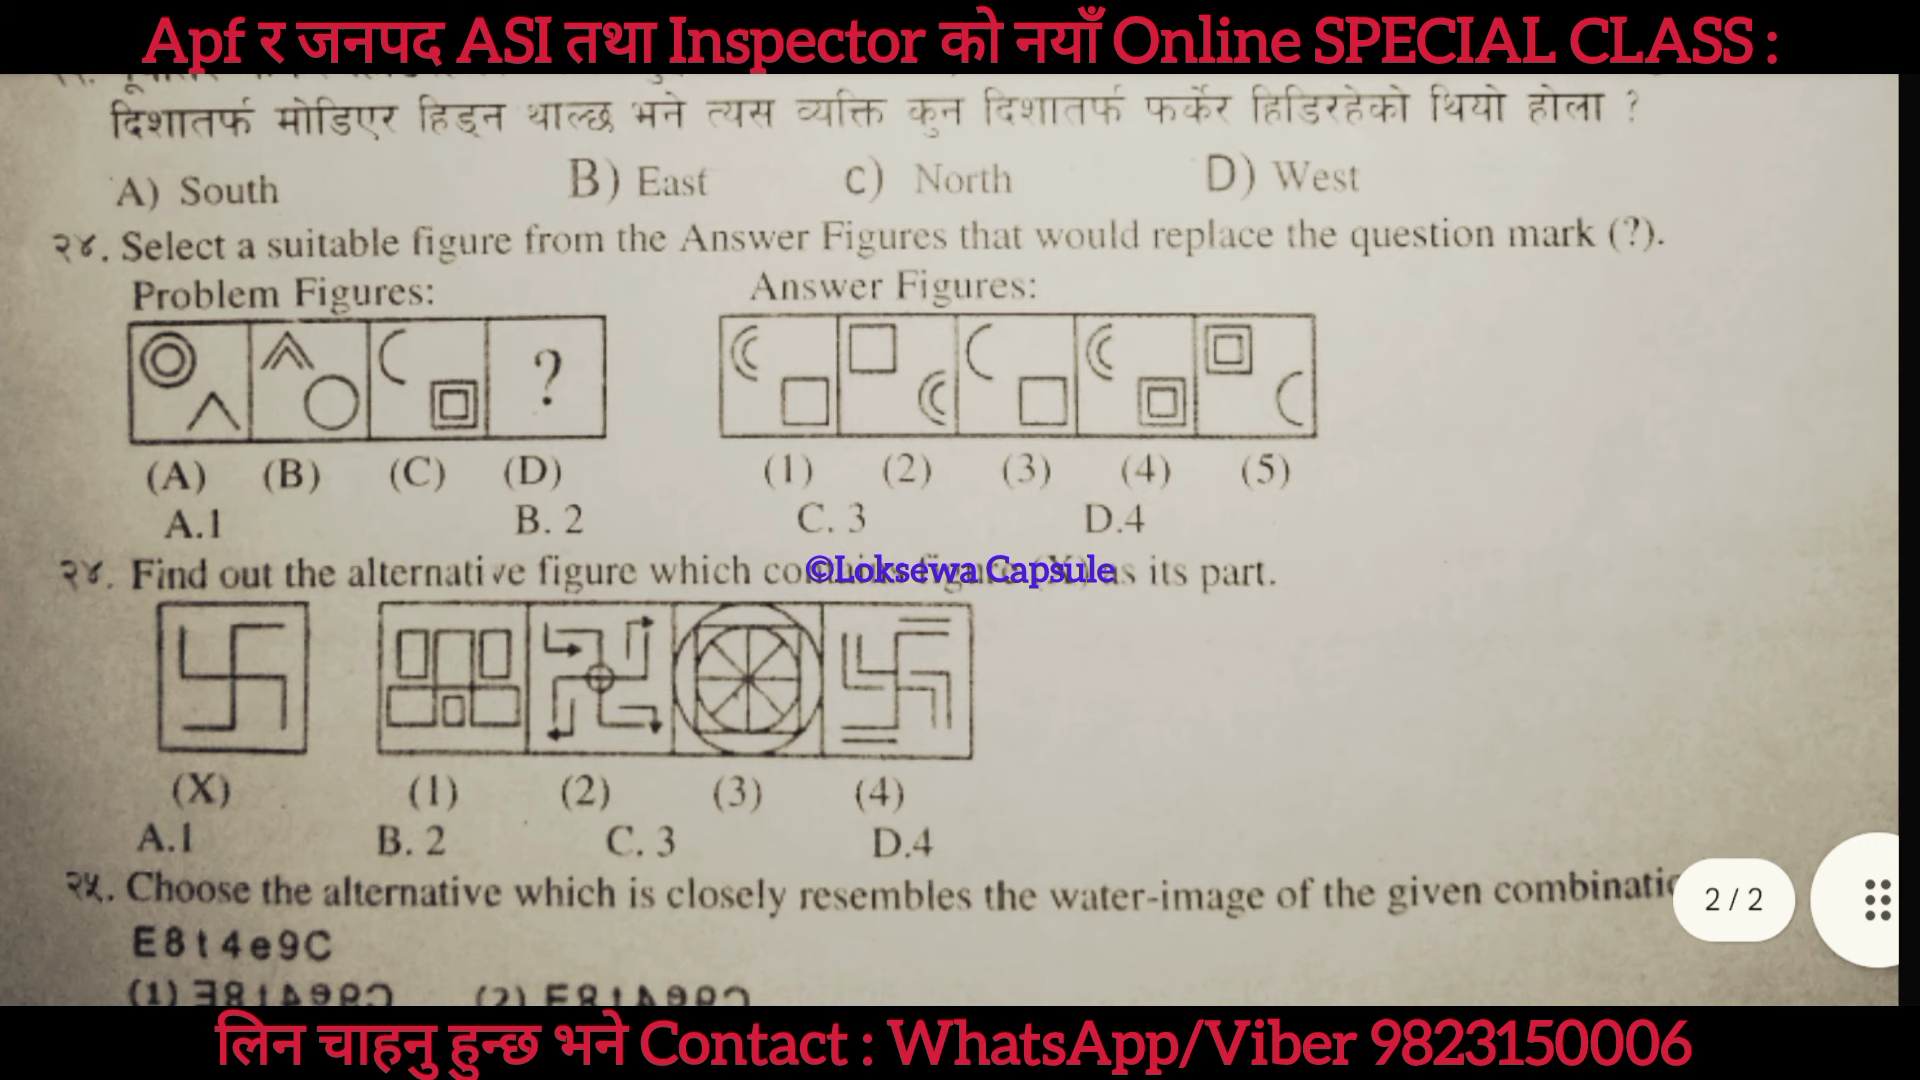 Apf र जनपद ASI तथा Inspector को नयाँ Online SPECIAL CLASS :
दिशातर्फ मोडिएर हिड्न थाल्छ भने त्यस व्यक्ति कुन दिशातर्फ फर्केर हिडिरहेको थियो होला ?
A) South B) East c) North D) West
२४. Select a suitable figure from the Answer Figures that would replace the question mark (?).
Problem Figures: Answer Figures:
?
(A) (B) (C) (D) (1) (2) (3) (4) (5)
A.1 B. 2 C. 3 D.4
२४. Find out the alternative figure which as its part.
©Loksewa Capsule
(X) (1) (2) (3) (4)
A.1 B. 2 C. 3 D.4
२५. Choose the alternative which is closely resembles the water-image of the given
2 / 2
E8t4e9C
(1) (2)
लिन चाहनु हुन्छ भने Contact : WhatsApp/Viber 9823150006